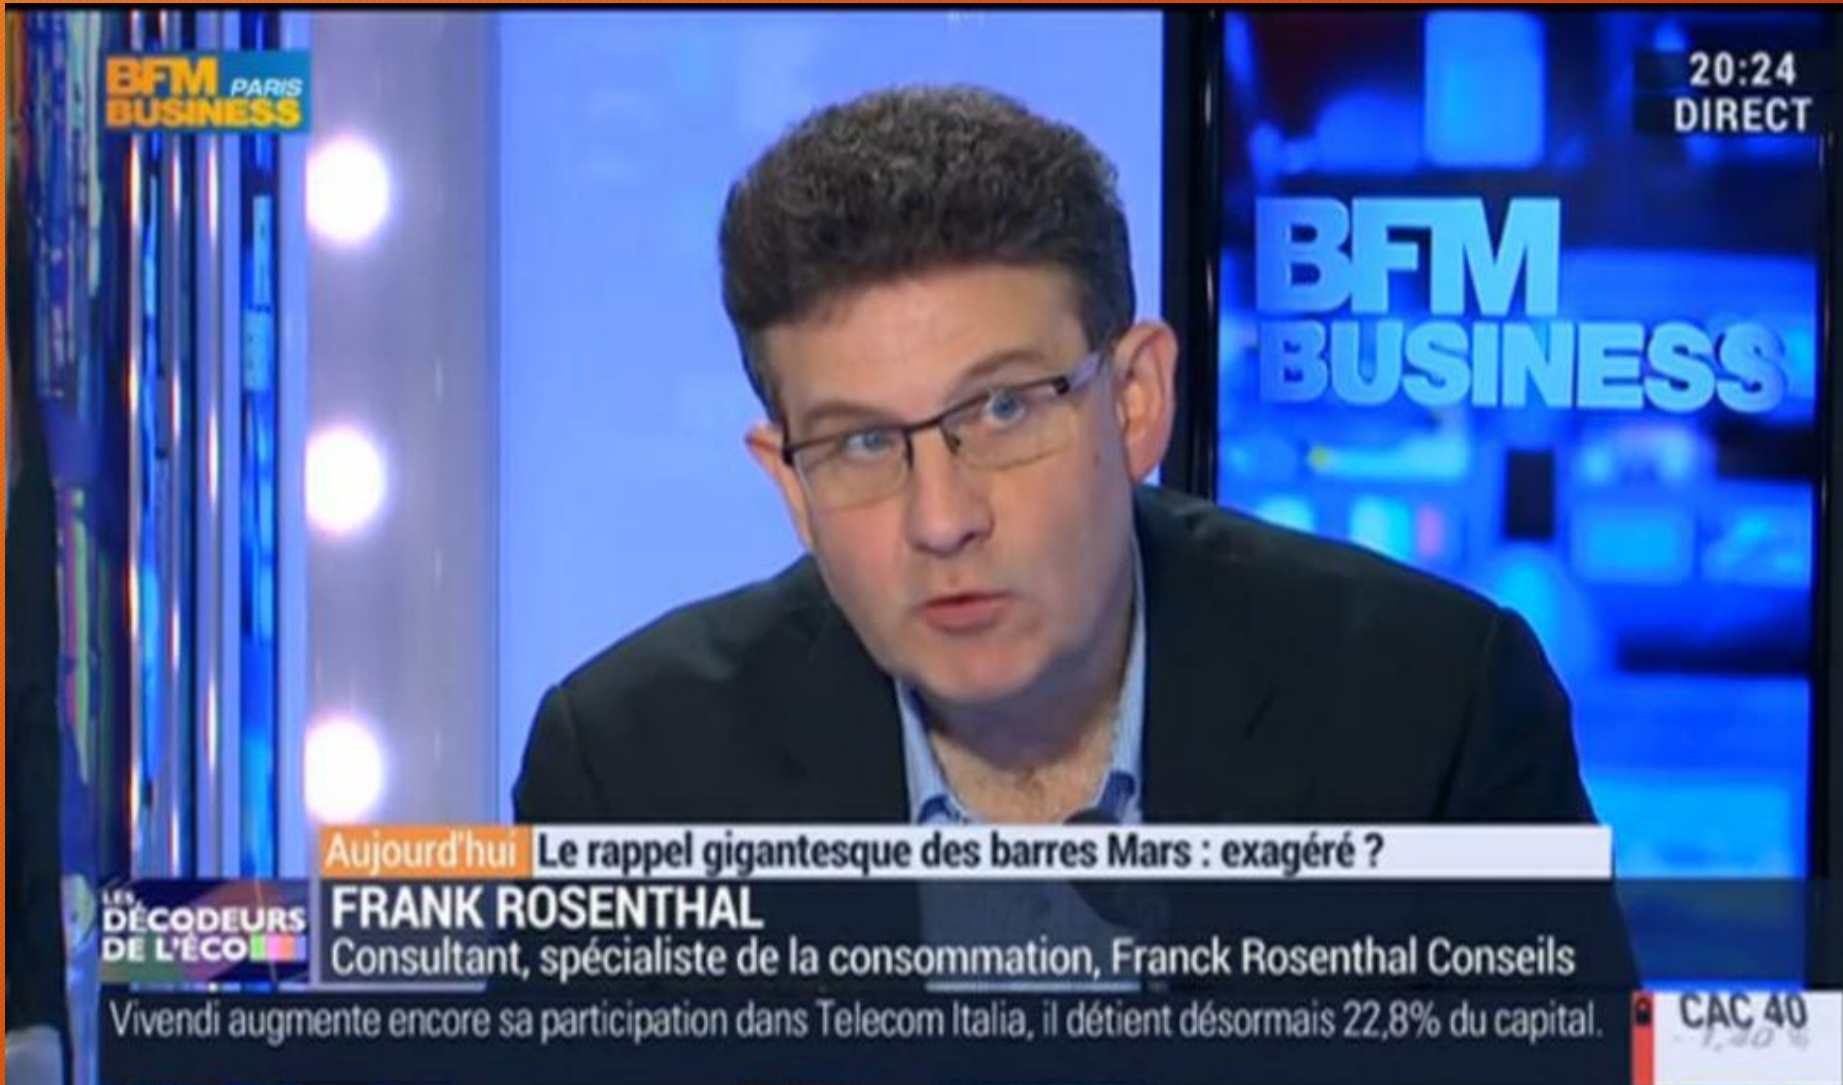 BFM PARIS
BUSINESS
20:24
DIRECT
BFM
BUSINESS
Aujourd'hui Le rappel gigantesque des barres Mars : exagéré ?
LES
DÉCODEURS
DE L'ÉCO
FRANK ROSENTHAL
Consultant, spécialiste de la consommation, Franck Rosenthal Conseils
Vivendi augmente encore sa participation dans Telecom Italia, il détient désormais 22,8% du capital.
CAC 40